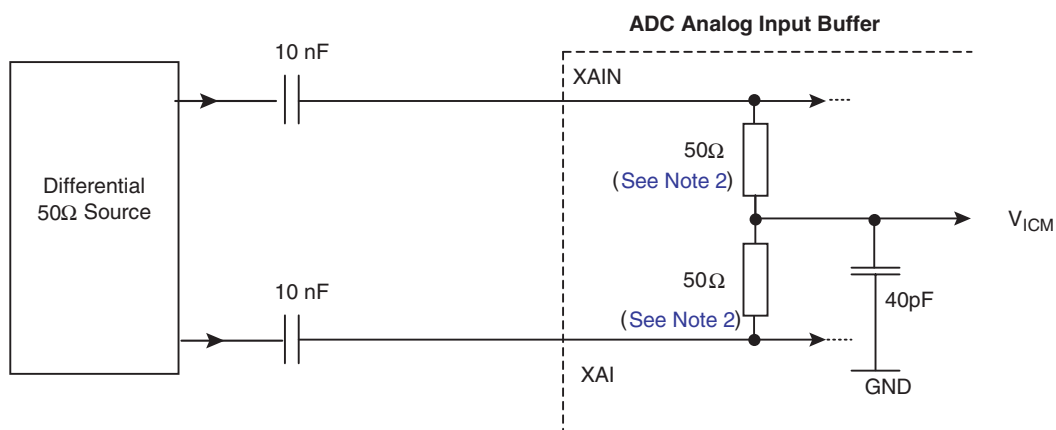 ADC Analog Input Buffer
10 nF
XAIN
50Ω
(See Note 2)
Differential
50Ω Source
VICM
50Ω
10 nF
40pF
(See Note 2)
XAI
GND